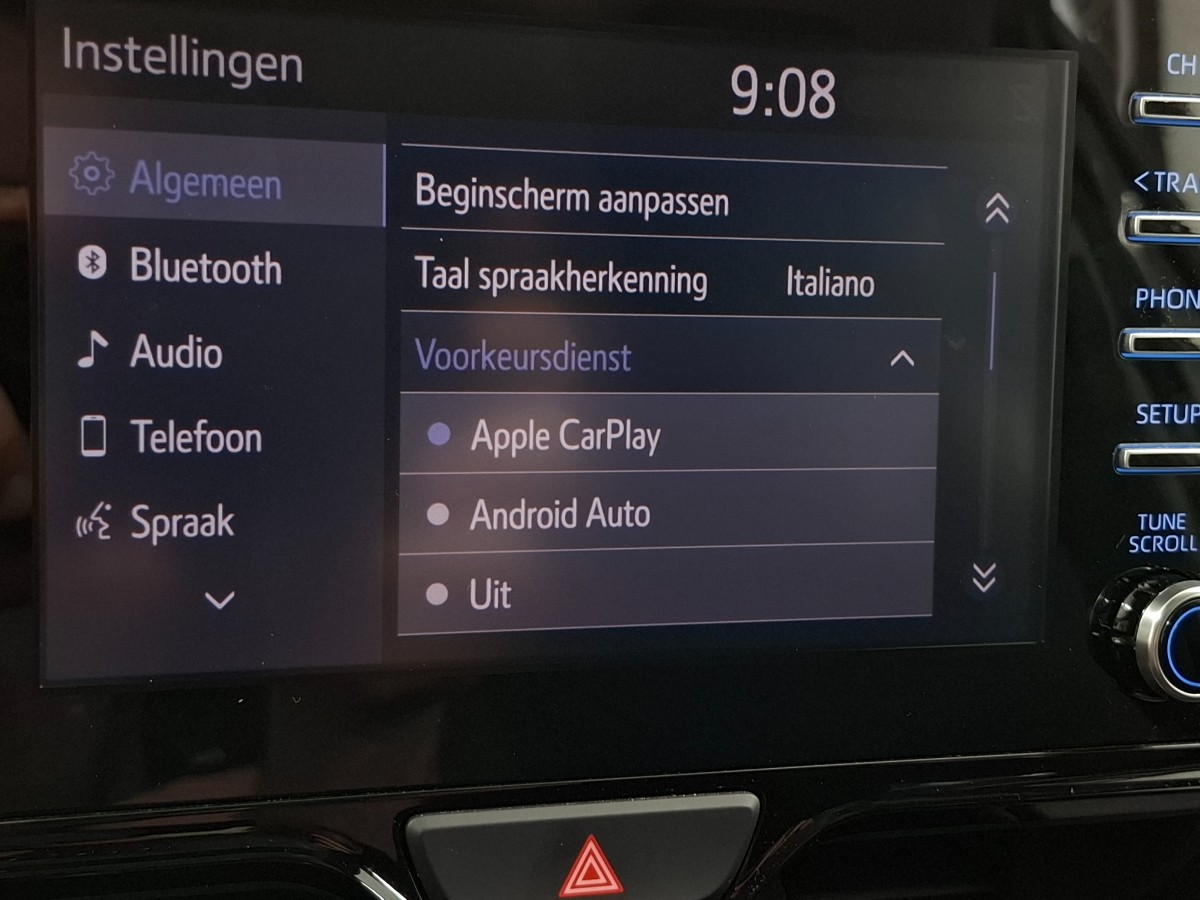 Instellingen
9:08
Algemeen
Bluetooth
Audio
Telefoon
Spraak
Beginscherm aanpassen
Taal spraakherkenning Italiano
Voorkeursdienst
Apple CarPlay
Android Auto
Uit
CH
<TRA
PHON
SETUP
TUNE
SCROLL